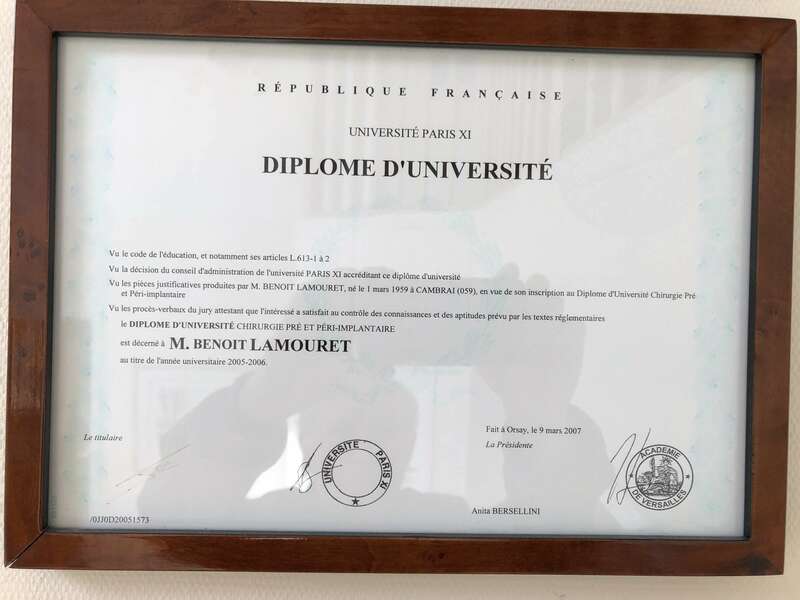 RÉPUBLIQUE FRANÇAISE
UNIVERSITÉ PARIS XI
DIPLOME D'UNIVERSITÉ
Vu le code de l'éducation, et notamment ses articles L.613-1 à 2
Vu la décision du conseil d'administration de l'université PARIS XI accréditant ce diplome d'université
Vu les pièces justificatives produites par M. BENOIT LAMOURET, né le 1 mars 1959 à CAMBRAI (059), en vue de son inscription au Diplome d'Université Chirurgie Pré
et Péri-implantaire
Vu les procès-verbaux du jury attestant que l'intéressé a satisfait au contrôle des connaissances et des aptitudes prévu par les textes réglementaires
le DIPLOME D'UNIVERSITÉ CHIRURGIE PRÉ ET PÉRI-IMPLANTAIRE
est décerné à M. BENOIT LAMOURET
au titre de l'année universitaire 2005-2006.
Fait à Orsay, le 9 mars 2007
Le titulaire
La Présidente
UNIVERSITE PARIS XI
ACADEMIE DE VERSAILLES
Anita BERSELLINI
/0JJ0D20051573